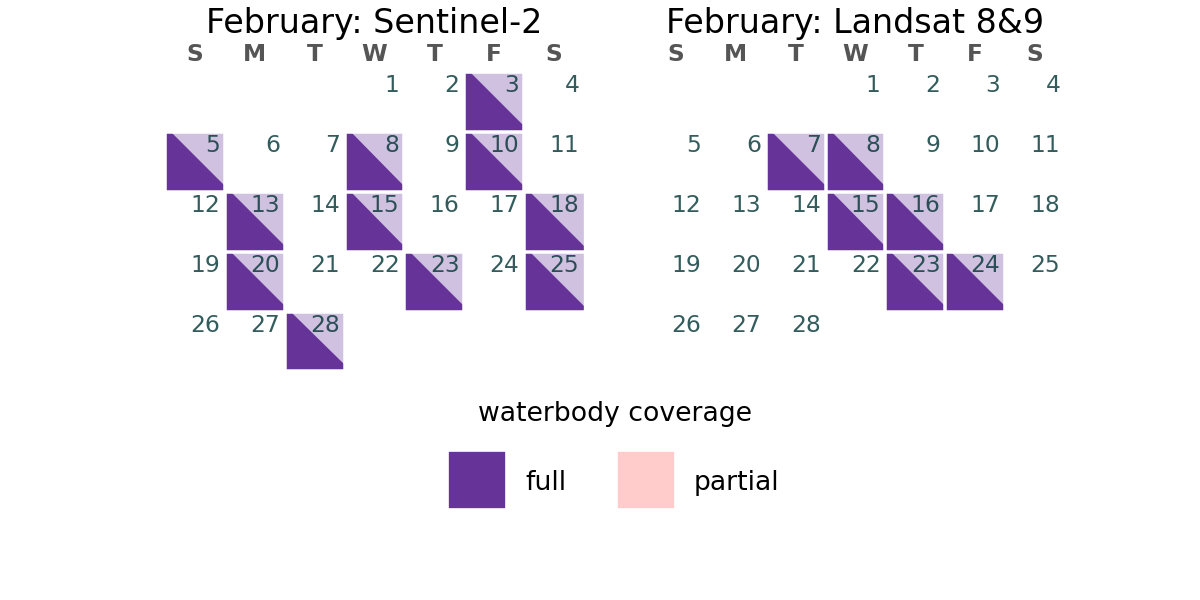 February: Sentinel-2
S M T W T F S
1 2 3 4
5 6 7 8 9 10 11
12 13 14 15 16 17 18
19 20 21 22 23 24 25
26 27 28
February: Landsat 8&9
S M T W T F S
1 2 3 4
5 6 7 8 9 10 11
12 13 14 15 16 17 18
19 20 21 22 23 24 25
26 27 28
waterbody coverage
full partial